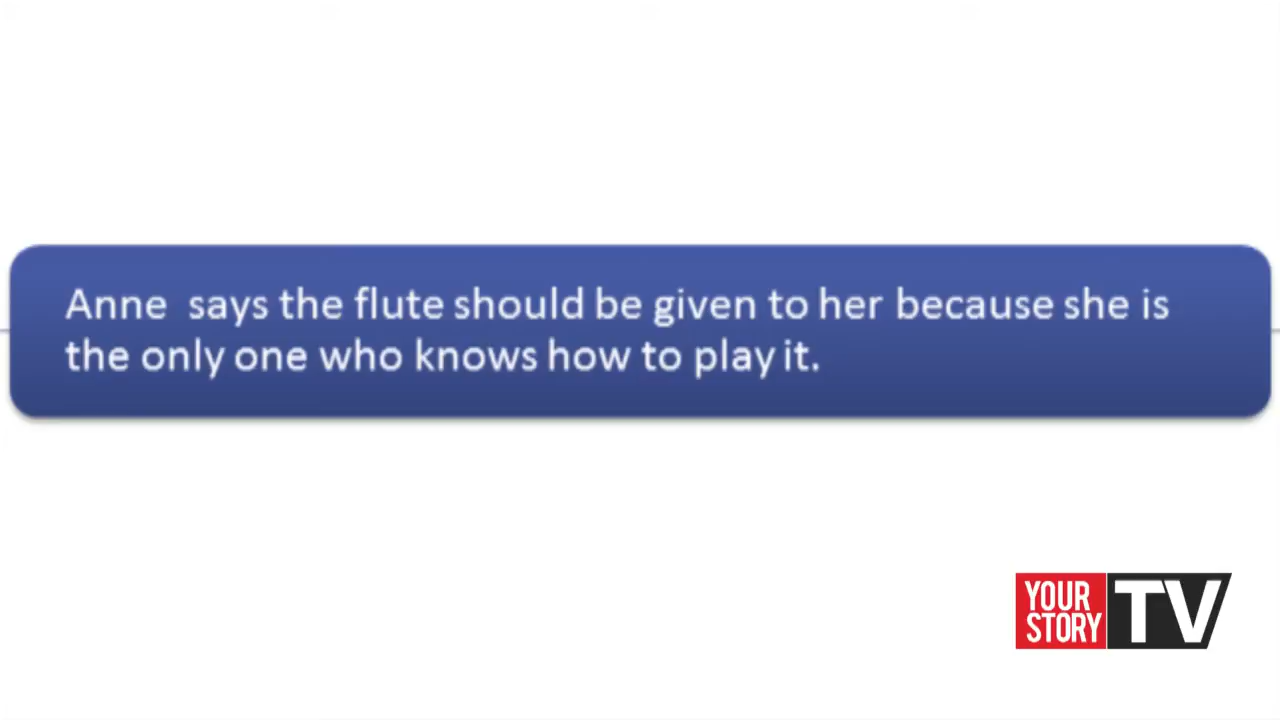 Anne says the flute should be given to her because she is
the only one who knows how to play it.
YOUR
STORY
TV